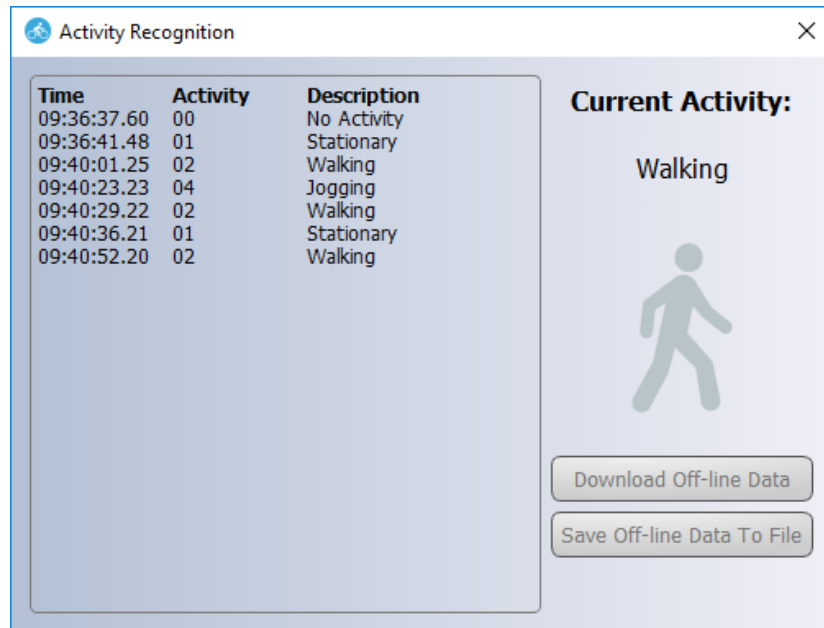 Activity Recognition
Time Activity Description
09:36:37.60 00 No Activity
09:36:41.48 01 Stationary
09:40:01.25 02 Walking
09:40:23.23 04 Jogging
09:40:29.22 02 Walking
09:40:36.21 01 Stationary
09:40:52.20 02 Walking
Current Activity:
Walking
Download Off-line Data
Save Off-line Data To File